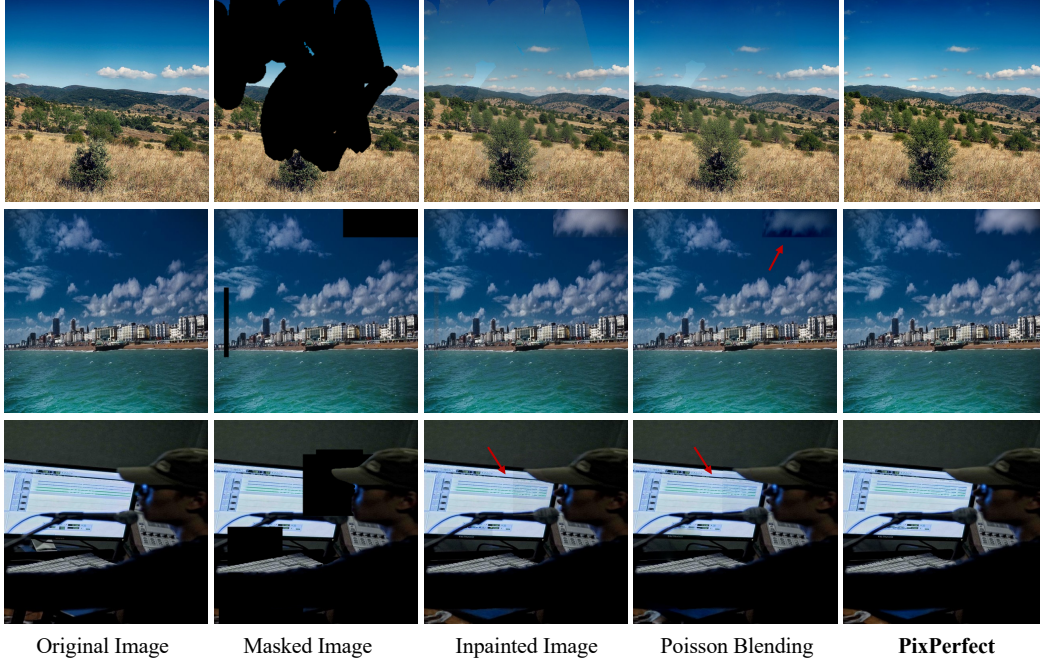 Original Image
Masked Image
Inpainted Image
Poisson Blending
PixPerfect